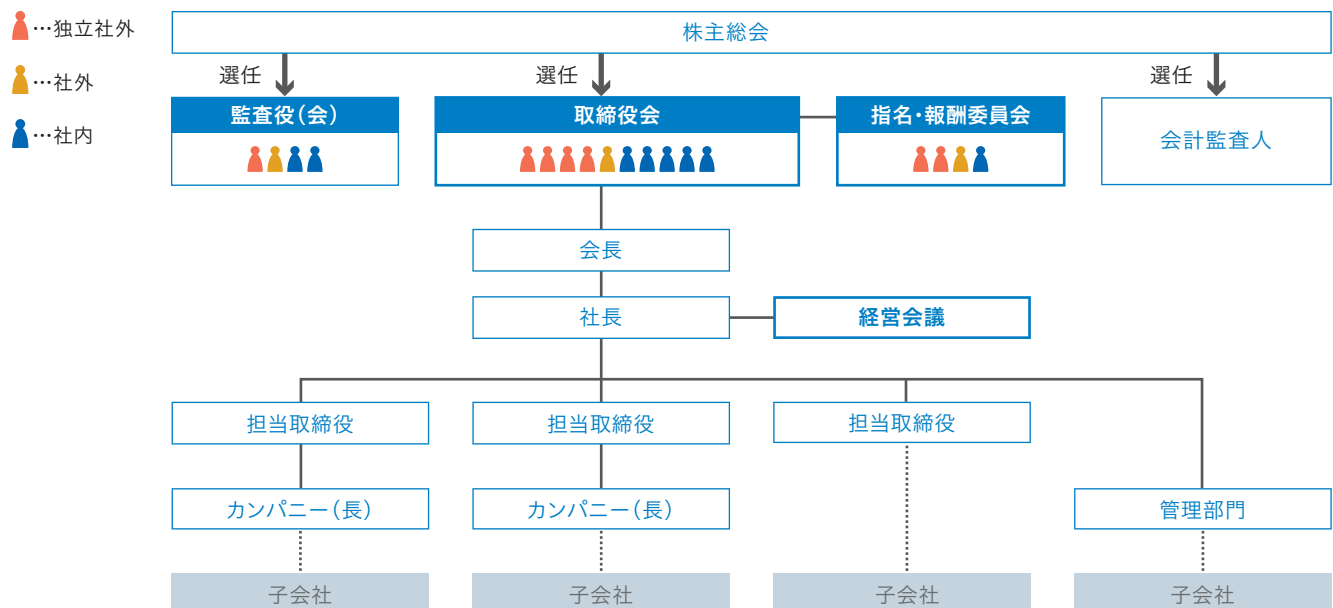 …独立社外
…社外
…社内
株主総会
選任
選任
選任
監査役（会）
取締役会
指名・報酬委員会
会計監査人
会長
社長
経営会議
担当取締役
担当取締役
担当取締役
カンパニー（長）
カンパニー（長）
管理部門
子会社
子会社
子会社
子会社